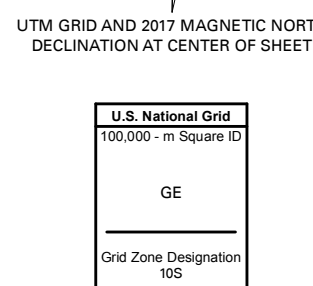 UTM GRID AND 2017 MAGNETIC NORT
DECLINATION AT CENTER OF SHEET
U.S. National Grid
100,000 - m Square ID
GE
Grid Zone Designation
10S